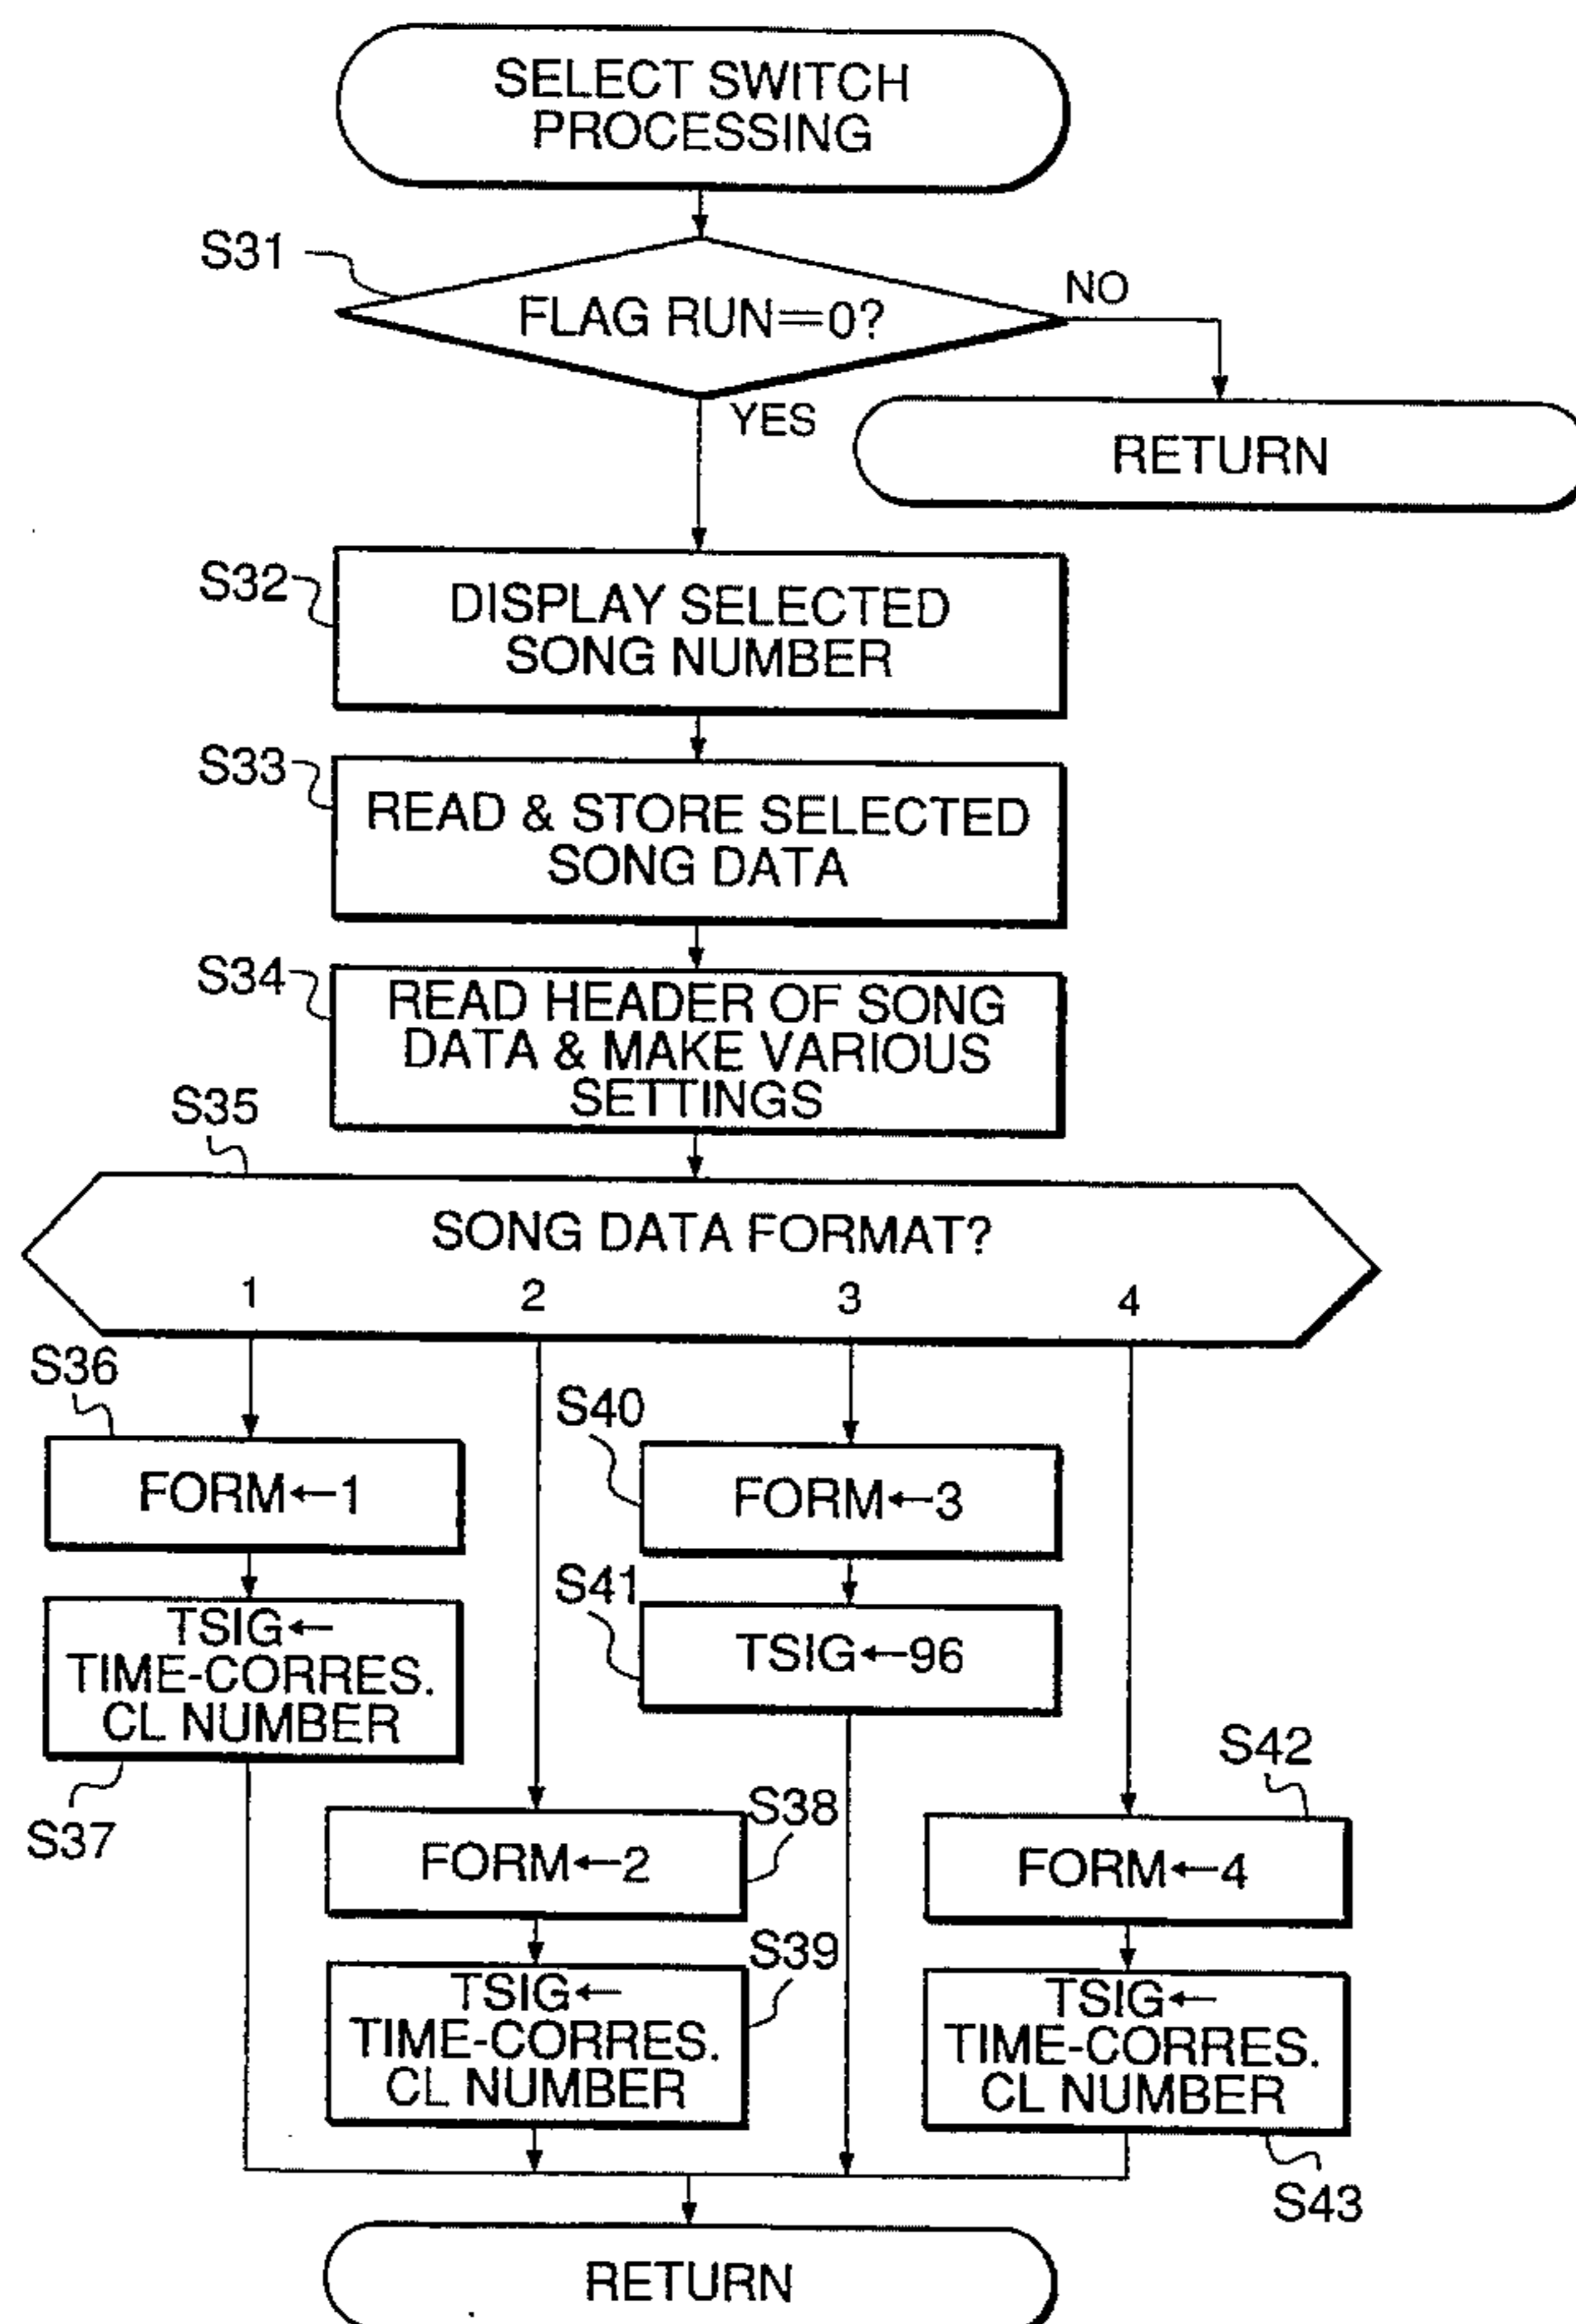 SELECT SWITCH
PROCESSING
S31
FLAG RUN=0?
NO
YES
RETURN
S32
DISPLAY SELECTED
SONG NUMBER
S33
READ & STORE SELECTED
SONG DATA
S34
READ HEADER OF SONG
DATA & MAKE VARIOUS
SETTINGS
S35
SONG DATA FORMAT?
1 2 3 4
S36
FORM←1
TSIG←
TIME-CORRES.
CL NUMBER
S37
S40
FORM←3
S41
TSIG←96
S38
FORM←2
S39
TSIG←
TIME-CORRES.
CL NUMBER
S42
FORM←4
TSIG←
TIME-CORRES.
CL NUMBER
S43
RETURN